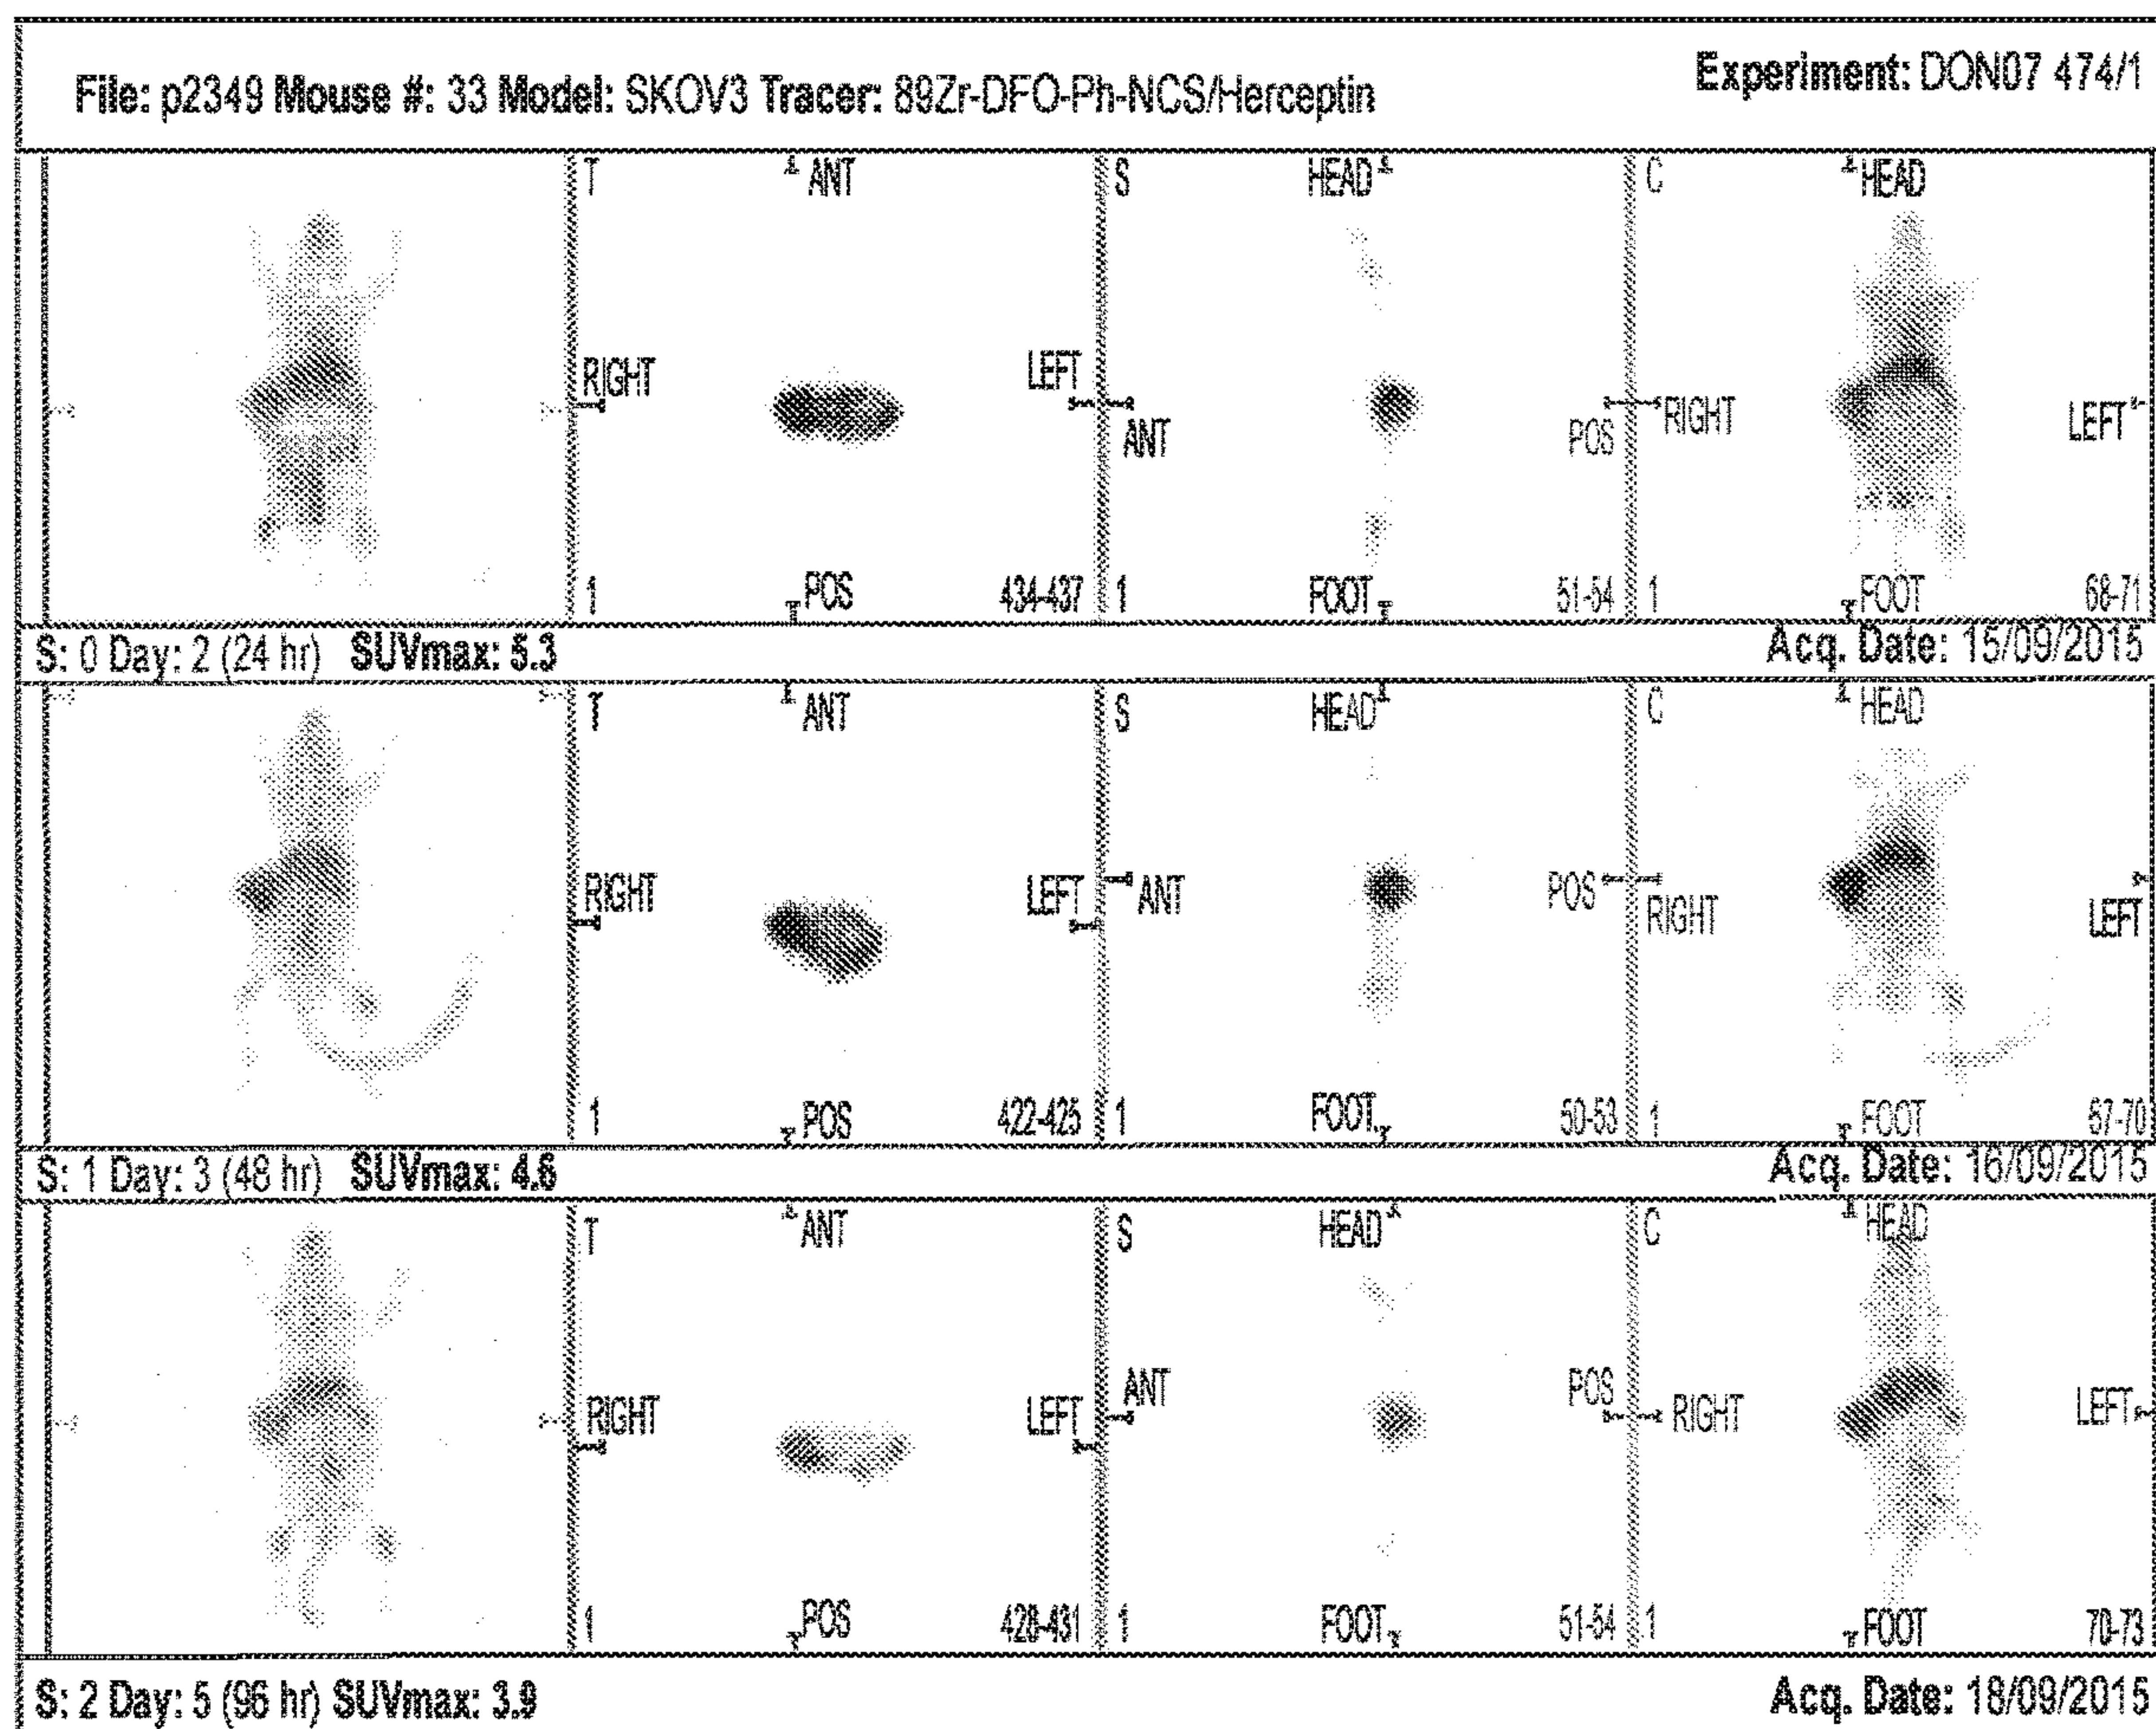 File: p2349 Mouse #: 33 Model: SKOV3 Tracer: 89Zr-DFO-Ph-NCS/Herceptin
Experiment: DON07 474/1
T
ANT
RIGHT
LEFT
1
POS
434-437
S
HEAD
ANT
POS
1
FOOT
51-54
C
HEAD
RIGHT
LEFT
1
FOOT
68-71
S: 0 Day: 2 (24 hr) SUVmax: 5.3
Acq. Date: 15/09/2015
T
ANT
RIGHT
LEFT
1
POS
422-425
S
HEAD
ANT
POS
1
FOOT
50-53
C
HEAD
RIGHT
LEFT
1
FOOT
67-70
S: 1 Day: 3 (48 hr) SUVmax: 4.6
Acq. Date: 16/09/2015
T
ANT
RIGHT
LEFT
1
POS
428-431
S
HEAD
ANT
POS
1
FOOT
51-54
C
HEAD
RIGHT
LEFT
1
FOOT
70-73
S: 2 Day: 5 (96 hr) SUVmax: 3.9
Acq. Date: 18/09/2015